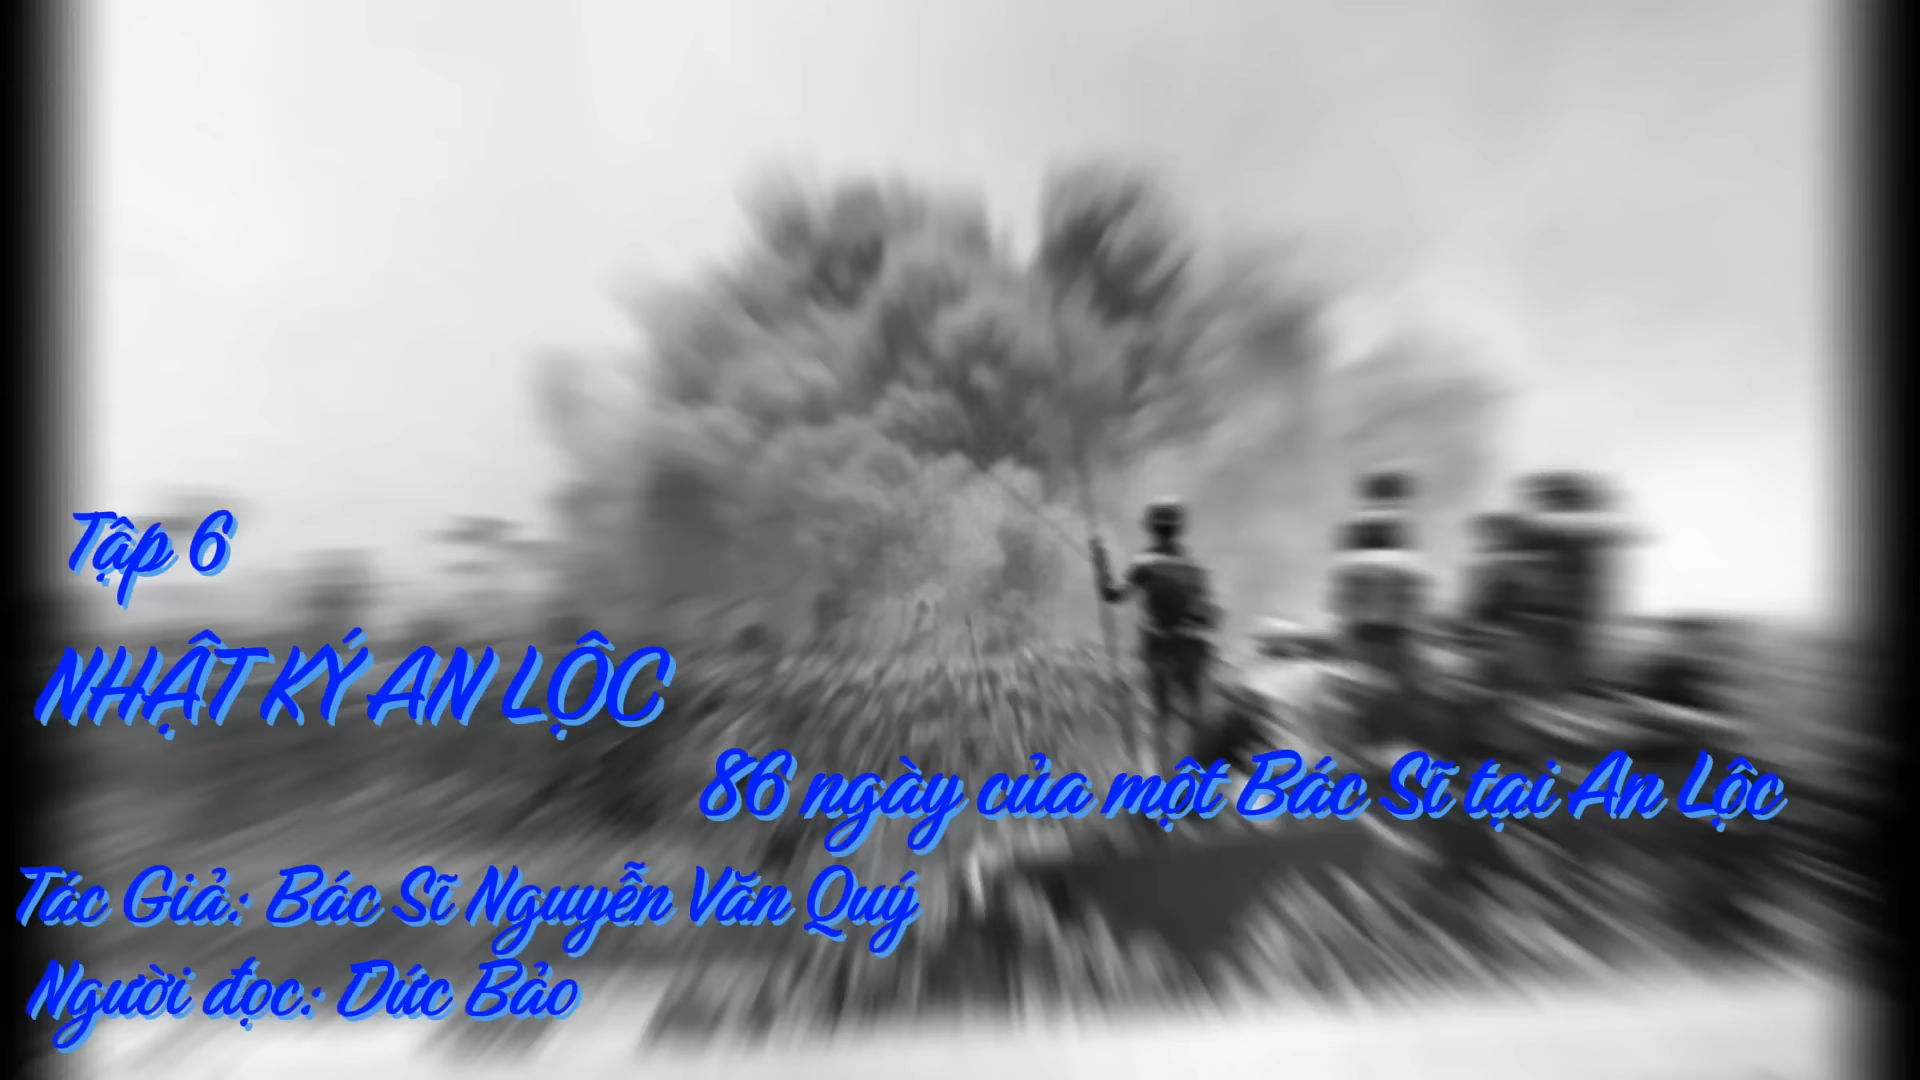 Tập 6
NHẬT KÝ AN LỘC
86 ngày của một Bác Sĩ tại An Lộc
Tác Giả: Bác Sĩ Nguyễn Văn Quý
Người đọc: Dức Bảo